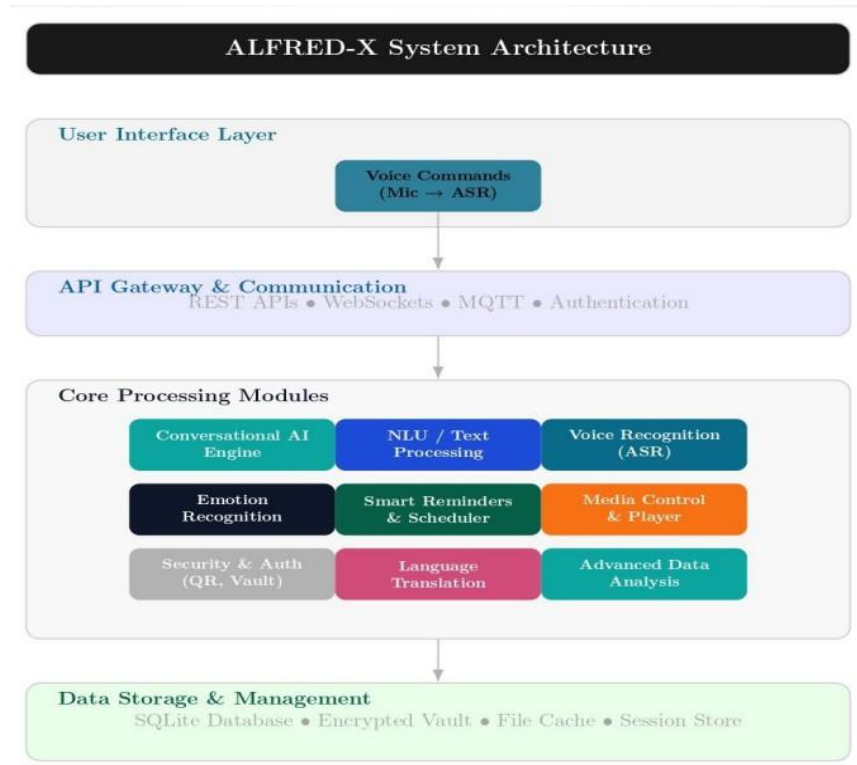 ALFRED-X System Architecture
User Interface Layer
Voice Commands
(Mic → ASR)
API Gateway & Communication
REST APIs ● WebSockets ● MQTT ● Authentication
Core Processing Modules
Conversational AI
Engine
NLU / Text
Processing
Voice Recognition
(ASR)
Emotion
Recognition
Smart Reminders
& Scheduler
Media Control
& Player
Security & Auth
(QR, Vault)
Language
Translation
Advanced Data
Analysis
Data Storage & Management
SQLite Database ● Encrypted Vault ● File Cache ● Session Store